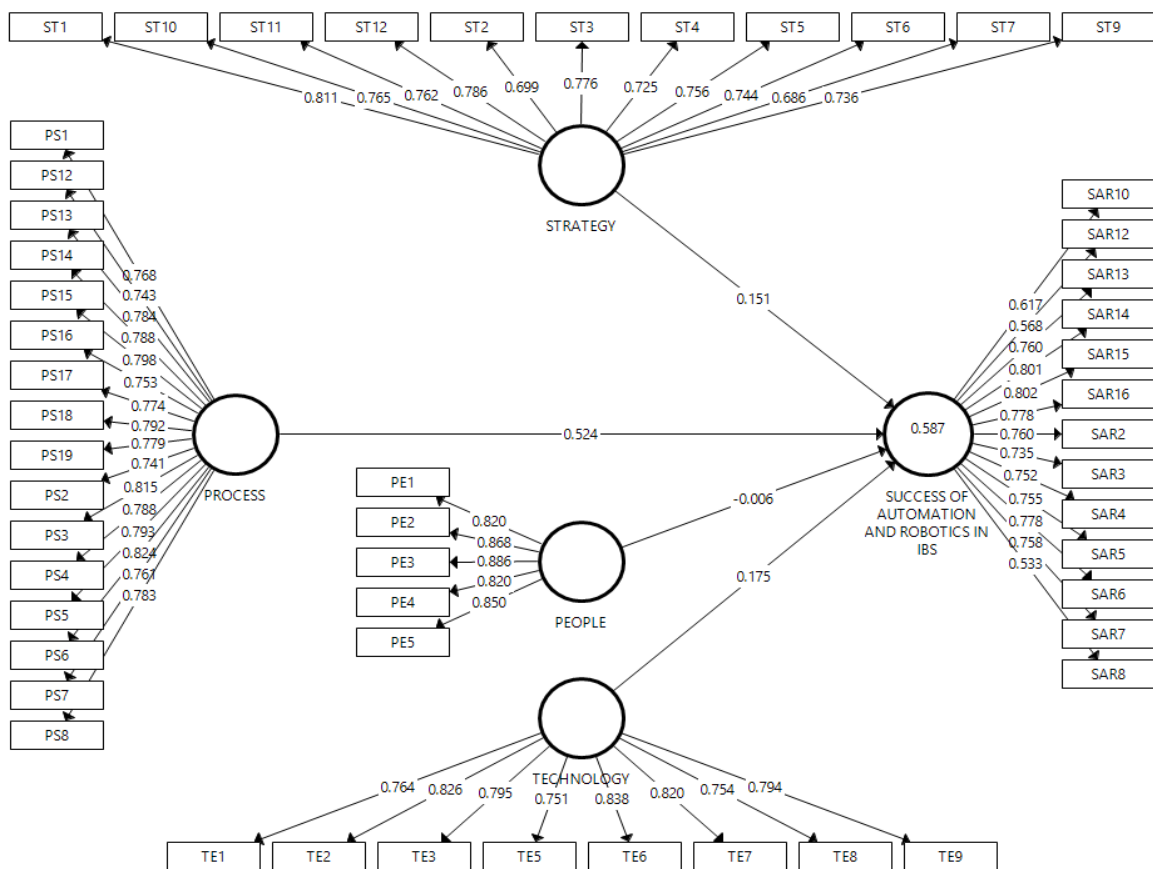 ST1 ST10 ST11 ST12 ST2 ST3 ST4 ST5 ST6 ST7 ST9
0.811 0.765 0.762 0.786 0.699 0.776 0.725 0.756 0.744 0.686 0.736
STRATEGY
PS1
PS12
PS13
PS14
PS15
PS16
PS17
PS18
PS19
PS2
PS3
PS4
PS5
PS6
PS7
PS8
0.768
0.743
0.784
0.788
0.798
0.753
0.774
0.792
0.779
0.741
0.815
0.788
0.793
0.824
0.761
0.783
PROCESS
0.151
0.524
-0.006
0.175
PE1
PE2
PE3
PE4
PE5
0.820
0.868
0.886
0.820
0.850
PEOPLE
0.587
SUCCESS OF
AUTOMATION
AND ROBOTICS IN
IBS
0.617
0.568
0.760
0.801
0.802
0.778
0.760
0.735
0.752
0.755
0.778
0.758
0.533
SAR10
SAR12
SAR13
SAR14
SAR15
SAR16
SAR2
SAR3
SAR4
SAR5
SAR6
SAR7
SAR8
TECHNOLOGY
0.764 0.826 0.795 0.751 0.838 0.820 0.754 0.794
TE1 TE2 TE3 TE5 TE6 TE7 TE8 TE9